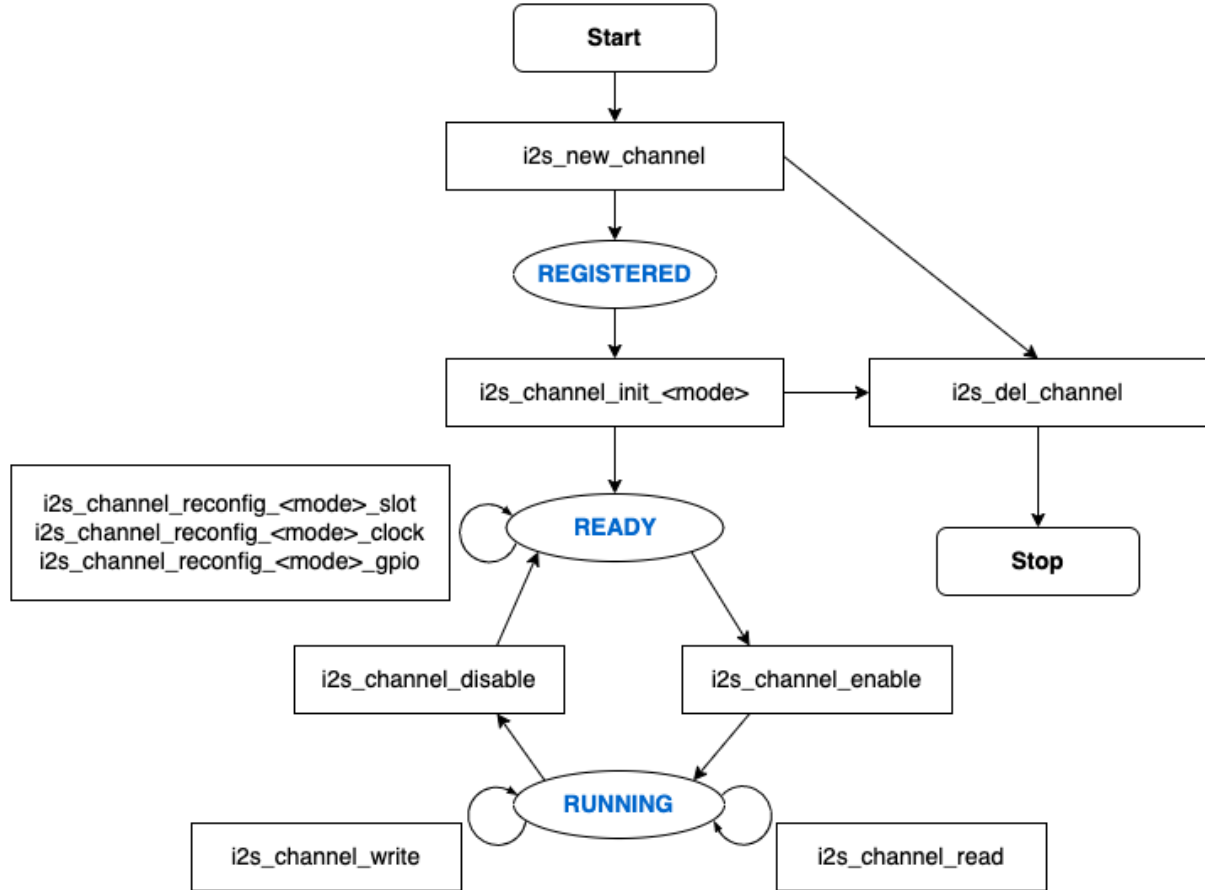 Start
i2s_new_channel
REGISTERED
i2s_channel_init_<mode>
i2s_del_channel
i2s_channel_reconfig_<mode>_slot
i2s_channel_reconfig_<mode>_clock
i2s_channel_reconfig_<mode>_gpio
READY
Stop
i2s_channel_disable
i2s_channel_enable
RUNNING
i2s_channel_write
i2s_channel_read